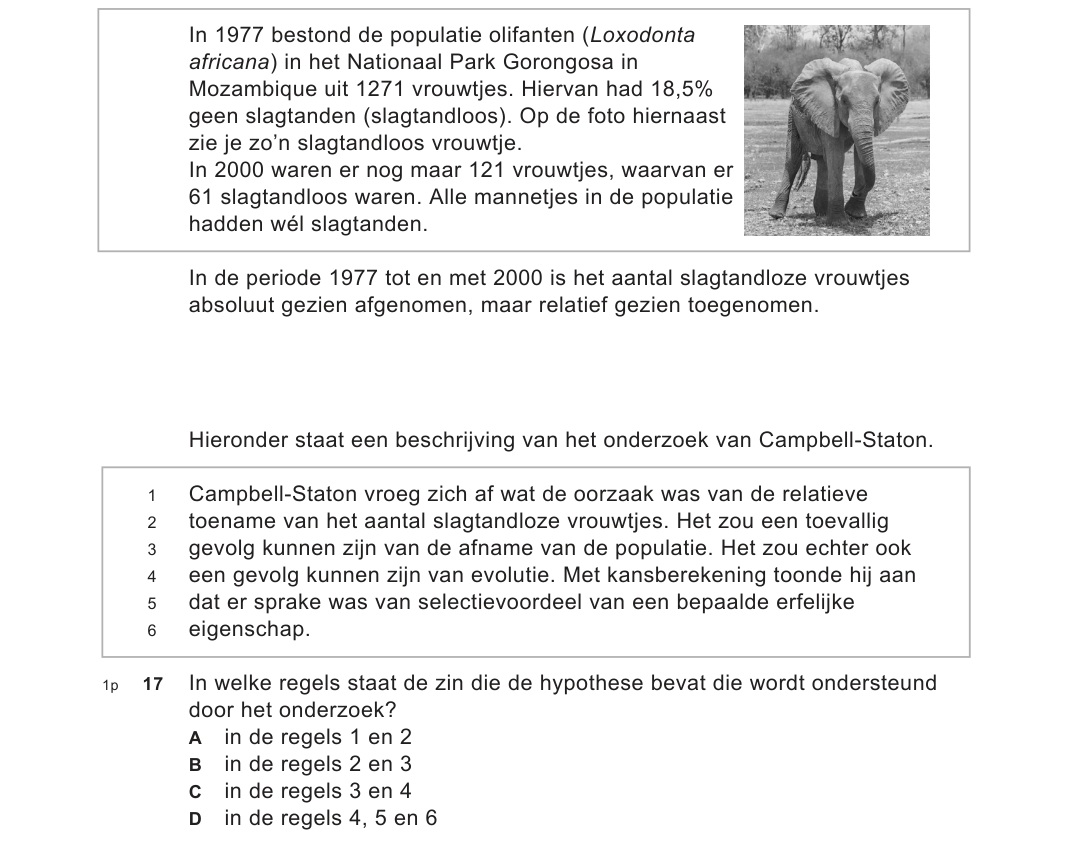 In 1977 bestond de populatie olifanten (Loxodonta
africana) in het Nationaal Park Gorongosa in
Mozambique uit 1271 vrouwtjes. Hiervan had 18,5%
geen slagtanden (slagtandloos). Op de foto hiernaast
zie je zo’n slagtandloos vrouwtje.
In 2000 waren er nog maar 121 vrouwtjes, waarvan er
61 slagtandloos waren. Alle mannetjes in de populatie
hadden wél slagtanden.
In de periode 1977 tot en met 2000 is het aantal slagtandloze vrouwtjes
absoluut gezien afgenomen, maar relatief gezien toegenomen.
Hieronder staat een beschrijving van het onderzoek van Campbell-Staton.
1 Campbell-Staton vroeg zich af wat de oorzaak was van de relatieve
2 toename van het aantal slagtandloze vrouwtjes. Het zou een toevallig
3 gevolg kunnen zijn van de afname van de populatie. Het zou echter ook
4 een gevolg kunnen zijn van evolutie. Met kansberekening toonde hij aan
5 dat er sprake was van selectievoordeel van een bepaalde erfelijke
6 eigenschap.
1p 17 In welke regels staat de zin die de hypothese bevat die wordt ondersteund
door het onderzoek?
A in de regels 1 en 2
B in de regels 2 en 3
C in de regels 3 en 4
D in de regels 4, 5 en 6